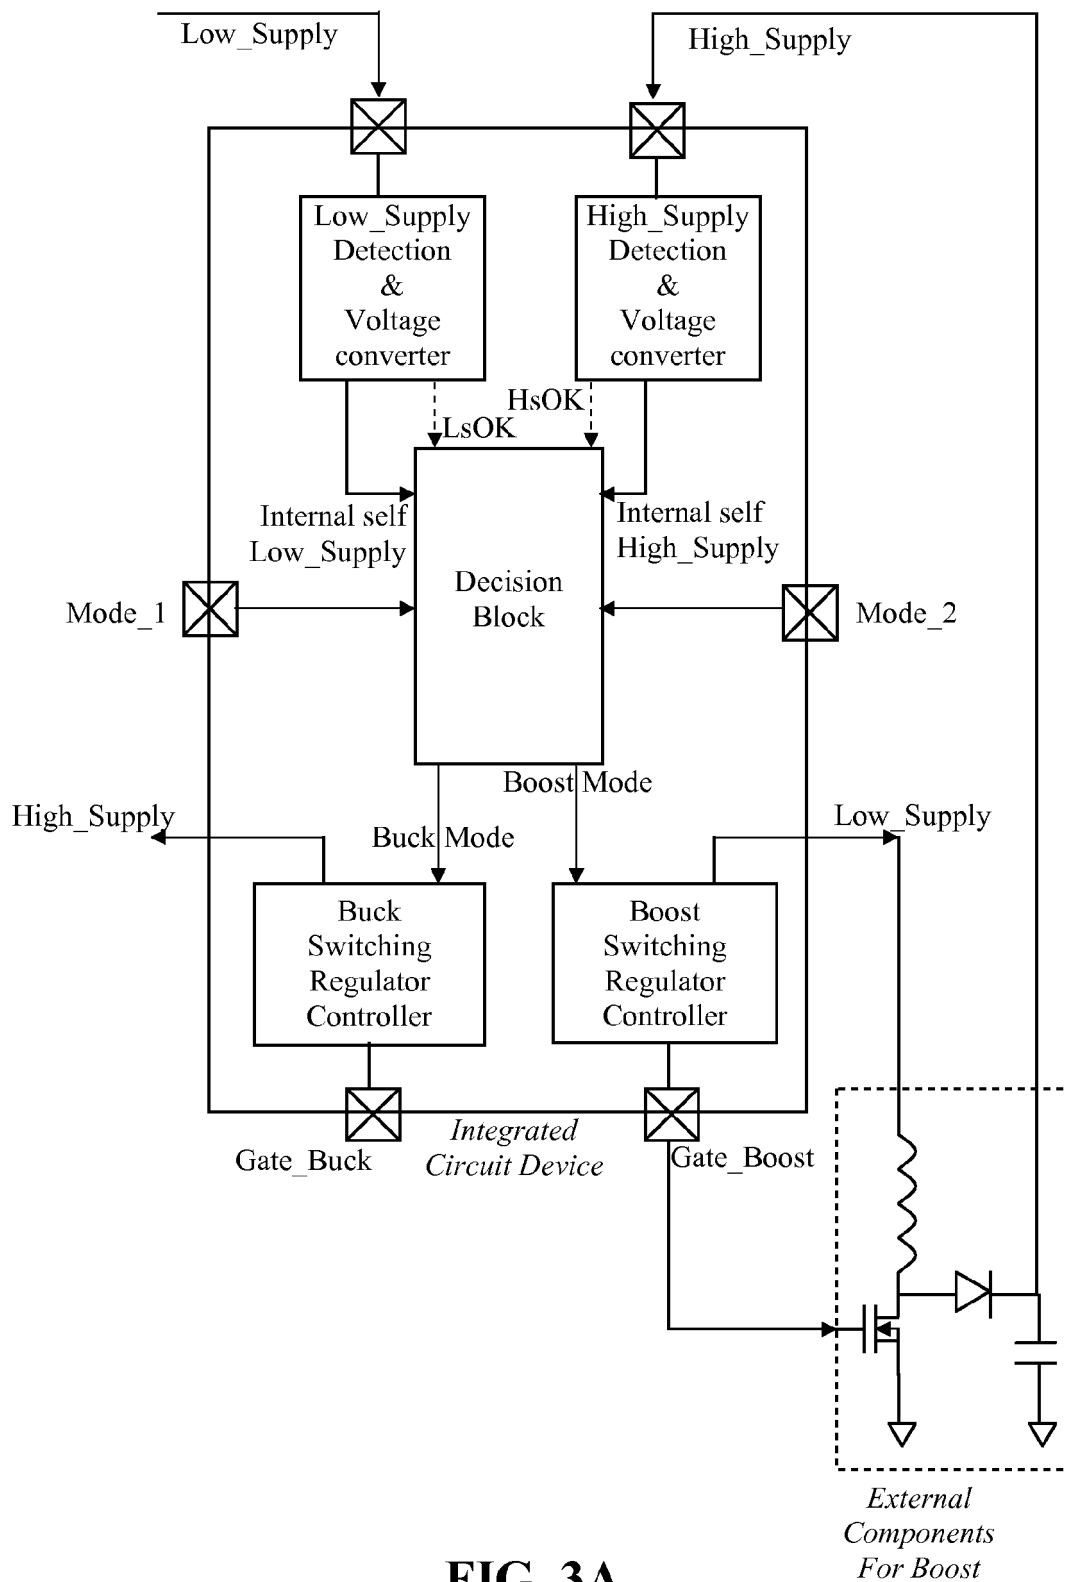 Low_Supply
High_Supply
Low_Supply
Detection
&
Voltage
converter
High_Supply
Detection
&
Voltage
converter
HsOK
LsOK
Internal self
Low_Supply
Internal self
High_Supply
Decision
Block
Mode_1
Mode_2
Boost Mode
High_Supply
Low_Supply
Buck Mode
Buck
Switching
Regulator
Controller
Boost
Switching
Regulator
Controller
Integrated
Circuit Device
Gate_Buck
Gate_Boost
External
Components
For Boost
FIG. 3A